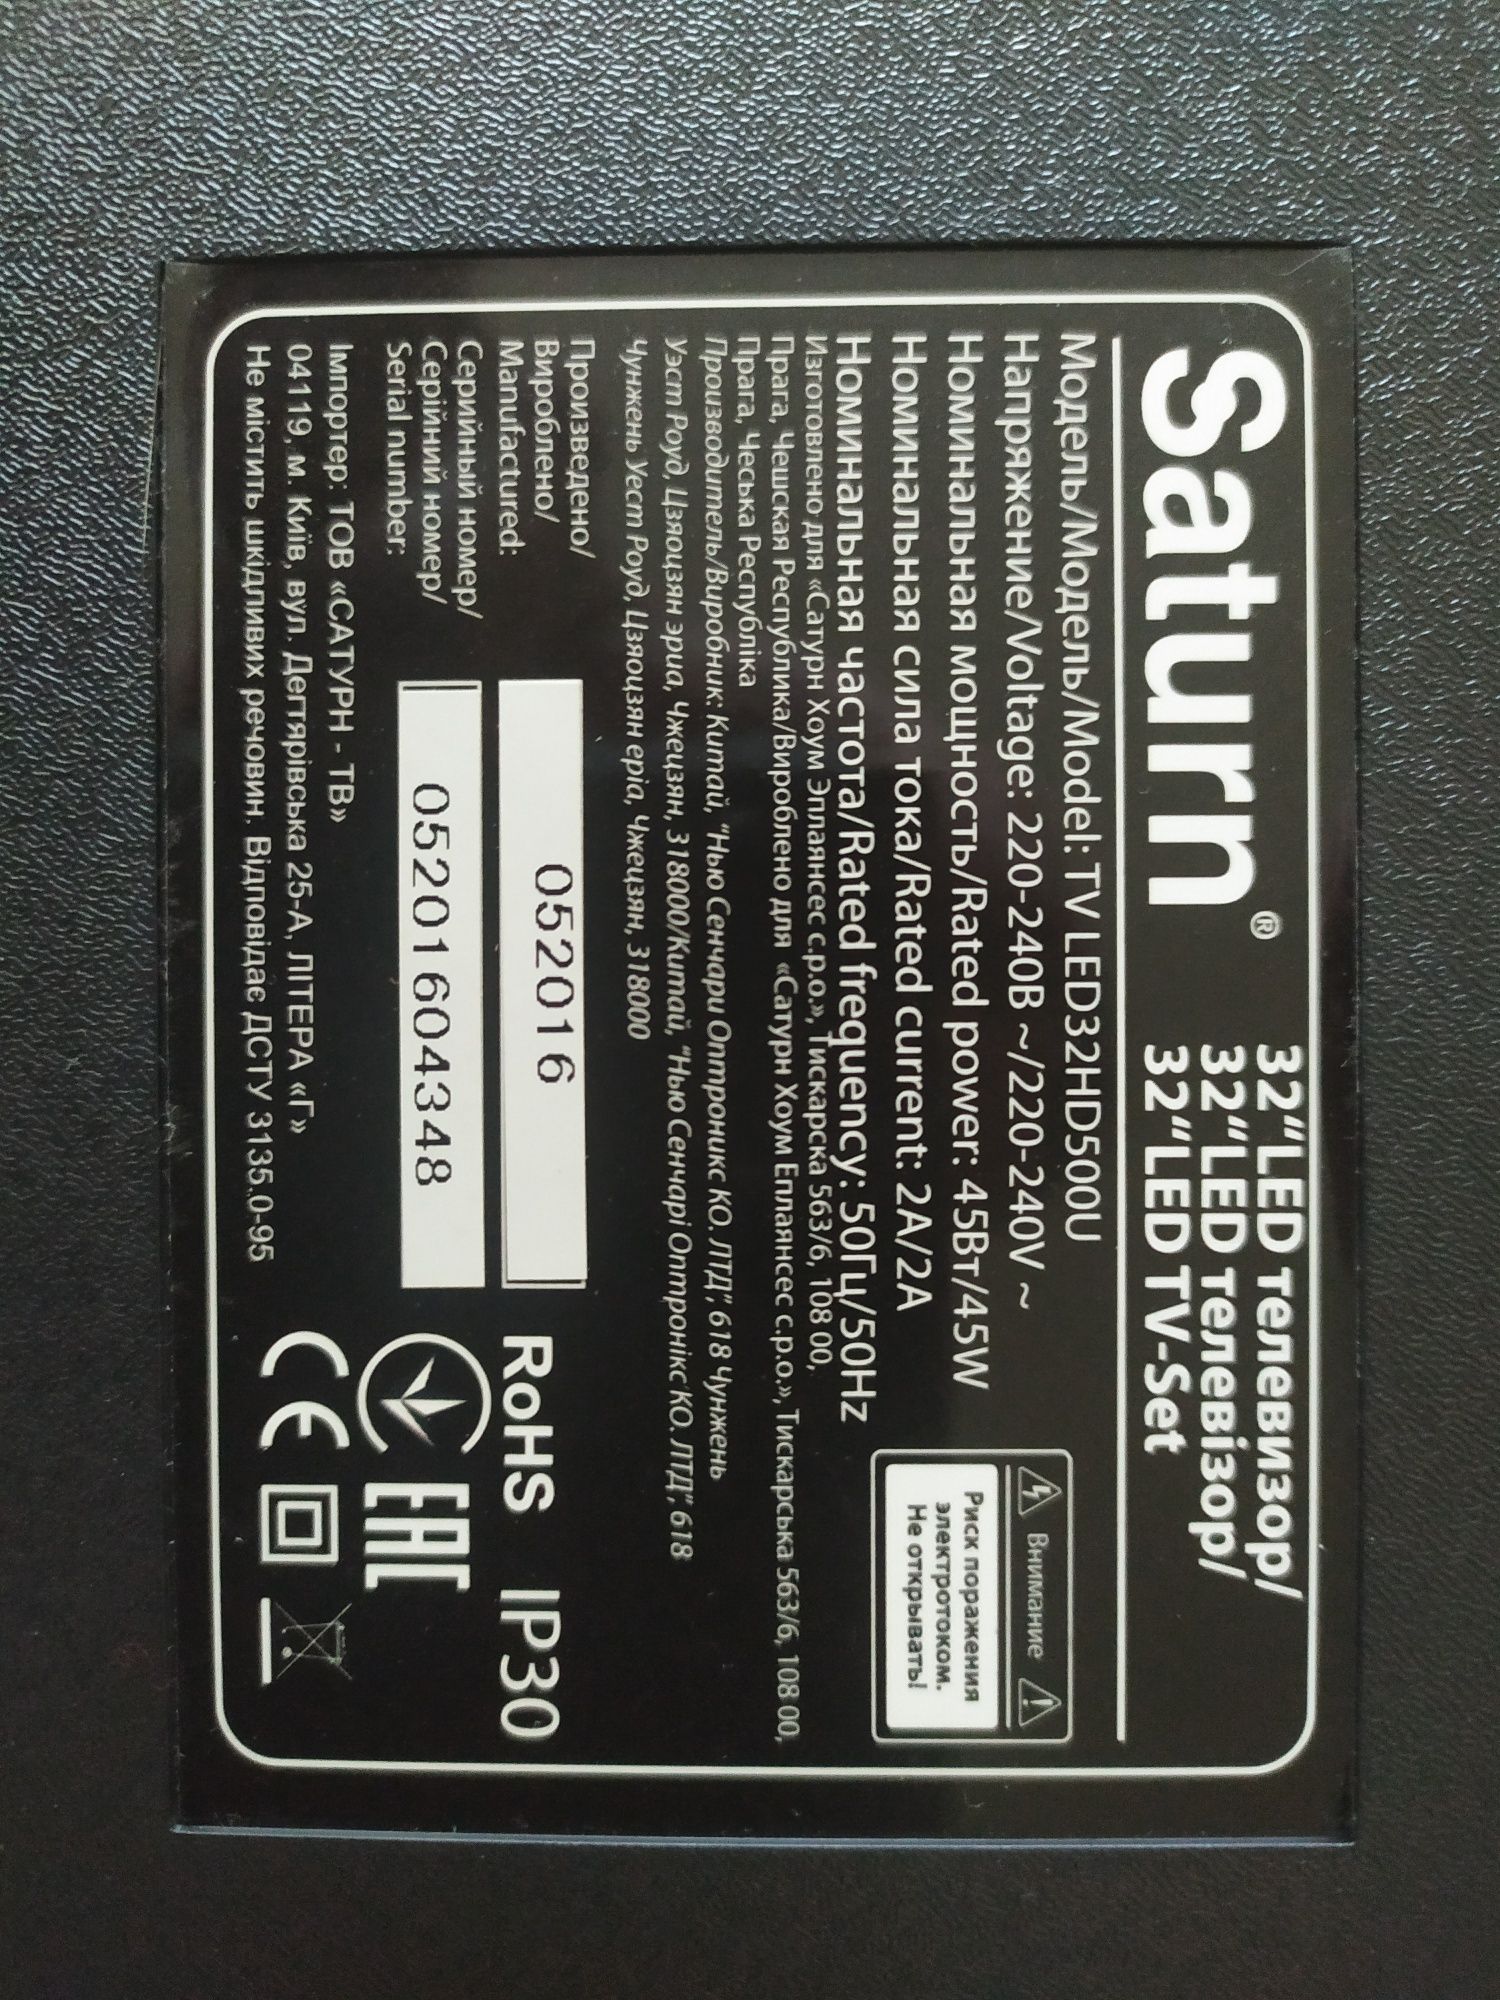 Saturn®
32“LED телевизор/
32“LED телевізор/
32“LED TV-Set
Модель/Модель/Model: TV LED32HD500U
Напряжение/Voltage: 220-240В ~/220-240V ~
Номинальная мощность/Rated power: 45Вт/45W
Номинальная сила тока/Rated current: 2А/2A
Номинальная частота/Rated frequency: 50Гц/50Hz
Внимание
Риск поражения
электротоком.
Не открывать!
Изготовлено для «Сатурн Хоум Эпплаянсес с.р.о.», Тискарска 563/6, 108 00,
Прага, Чешская Республика/Вироблено для «Сатурн Хоум Епплаянсес с.р.о.», Тискарська 563/6, 108 00,
Прага, Чеська Республіка
Производитель/Виробник: Китай, "Нью Сенчари Оптроникс КО. ЛТД", 618 Чунжень
Уэст Роуд, Цзяоцзян эриа, Чжецзян, 318000/Китай, "Нью Сенчарі Оптронікс КО. ЛТД", 618
Чунжень Уест Роуд, Цзяоцзян еріа, Чжецзян, 318000
Произведено/
Вироблено/
Manufactured:
052016
Серийный номер/
Серійний номер/
Serial number:
05201604348
RoHS IP30
EAC
CE
Імпортер: ТОВ «САТУРН - ТВ»
04119, м. Київ, вул. Дегтярівська 25-А, ЛІТЕРА «Г»
Не містить шкідливих речовин. Відповідає ДСТУ 3135.0-95